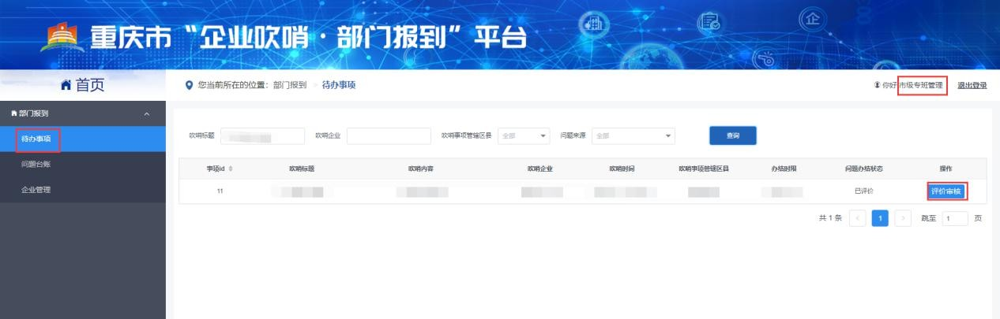 重庆市“企业吹哨·部门报到”平台
企
首页
您当前所在的位置：部门报到 > 待办事项
你好 市级专班管理 退出登录
部门报到
待办事项
问题台账
企业管理
吹哨标题 吹哨企业 吹哨事项管辖区县 全部 问题来源 全部 查询
事项id 吹哨标题 吹哨内容 吹哨企业 吹哨时间 吹哨事项管辖区县 办结时限 问题办结状态 操作
11 已评价 评价审核
共 1 条 < 1 > 跳至 1 页